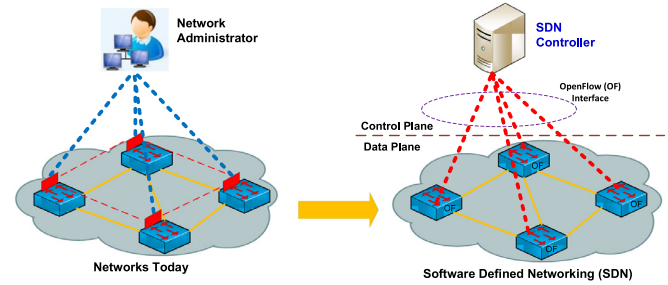 Network
Administrator
SDN
Controller
OpenFlow (OF)
Interface
Control Plane
Data Plane
OF
OF
OF
OF
Networks Today
Software Defined Networking (SDN)